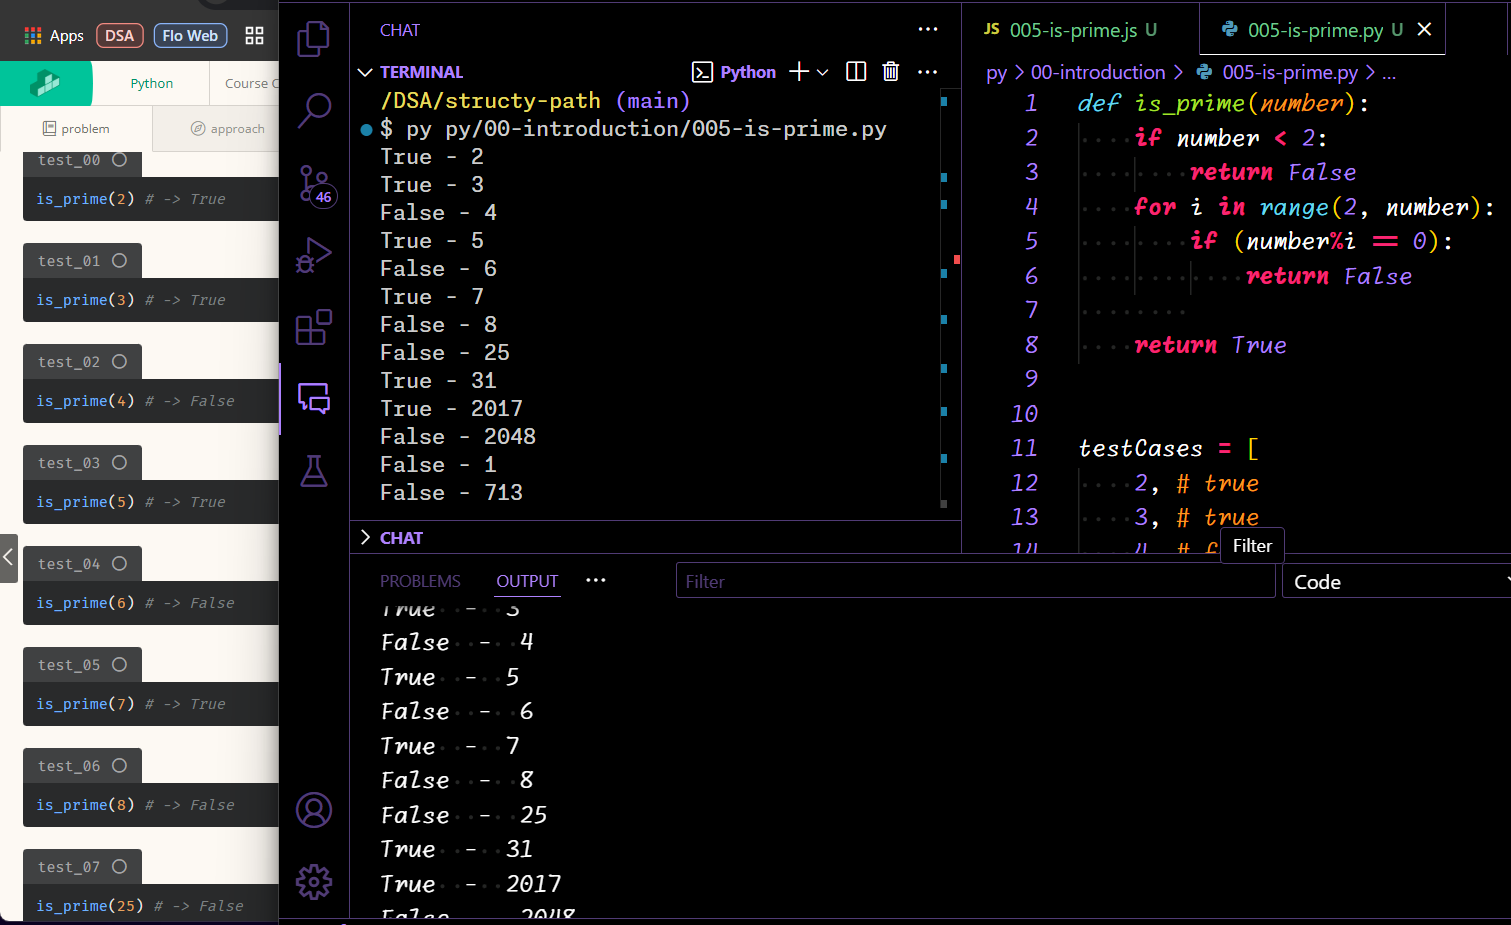 Apps DSA Flo Web
Python Course C
problem approach
test_00
is_prime(2) # -> True
test_01
is_prime(3) # -> True
test_02
is_prime(4) # -> False
test_03
is_prime(5) # -> True
test_04
is_prime(6) # -> False
test_05
is_prime(7) # -> True
test_06
is_prime(8) # -> False
test_07
is_prime(25) # -> False
46
CHAT
TERMINAL Python
/DSA/structy-path (main)
$ py py/00-introduction/005-is-prime.py
True - 2
True - 3
False - 4
True - 5
False - 6
True - 7
False - 8
False - 25
True - 31
True - 2017
False - 2048
False - 1
False - 713
CHAT
JS 005-is-prime.js U
005-is-prime.py U
py > 00-introduction > 005-is-prime.py > ...
1 def is_prime(number):
2 if number < 2:
3 return False
4 for i in range(2, number):
5 if (number%i == 0):
6 return False
7
8 return True
9
10
11 testCases = [
12 2, # true
13 3, # true
14 4, # f
Filter
PROBLEMS OUTPUT ... Filter Code
True - 3
False - 4
True - 5
False - 6
True - 7
False - 8
False - 25
True - 31
True - 2017
False - 2048